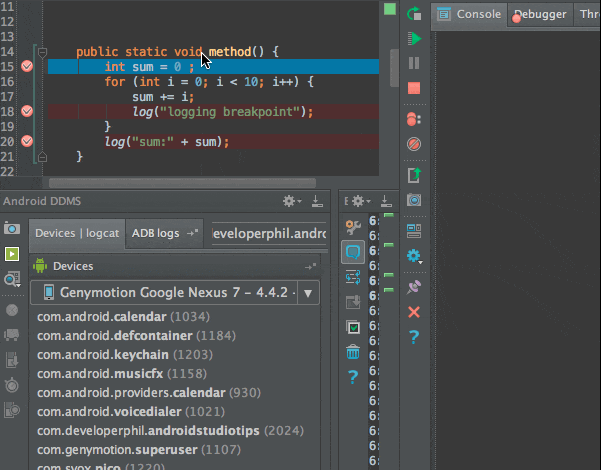 11
12
13
14 public static void method() {
15 int sum = 0 ;
16 for (int i = 0; i < 10; i++) {
17 sum += i;
18 log("logging breakpoint");
19 }
20 log("sum:" + sum);
21 }
22
Console Debugger Thr
Android DDMS
Devices | logcat ADB logs eveloperphil.andro
Devices
Genymotion Google Nexus 7 – 4.4.2 -
com.android.calendar (1034)
com.android.defcontainer (1184)
com.android.keychain (1203)
com.android.musicfx (1158)
com.android.providers.calendar (930)
com.android.voicedialer (1021)
com.developerphil.androidstudiotips (2024)
com.genymotion.superuser (1107)
com.svox.pico (1220)
E
6:
6:
6:
6:
6:
6:
6:
6:
6:
6:
6:
6:
6:
6: